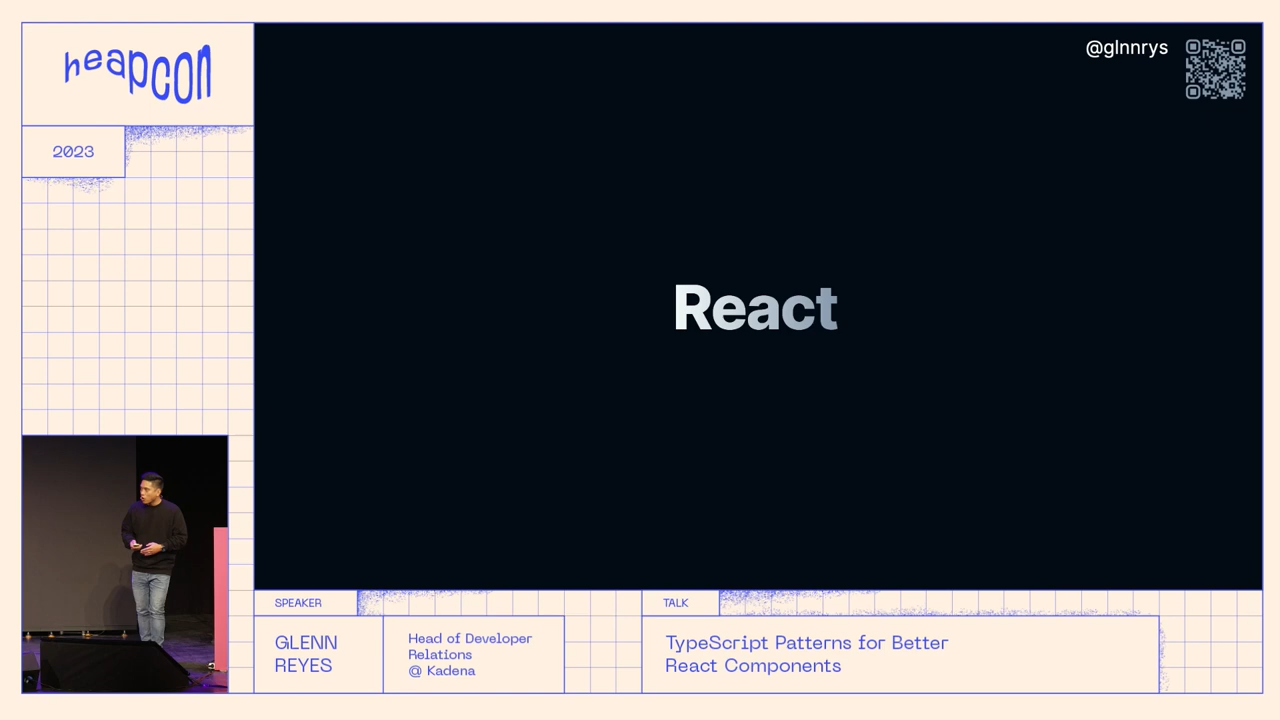 heapcon
2023
@glnnrys
React
SPEAKER
GLENN
REYES
Head of Developer
Relations
@ Kadena
TALK
TypeScript Patterns for Better
React Components